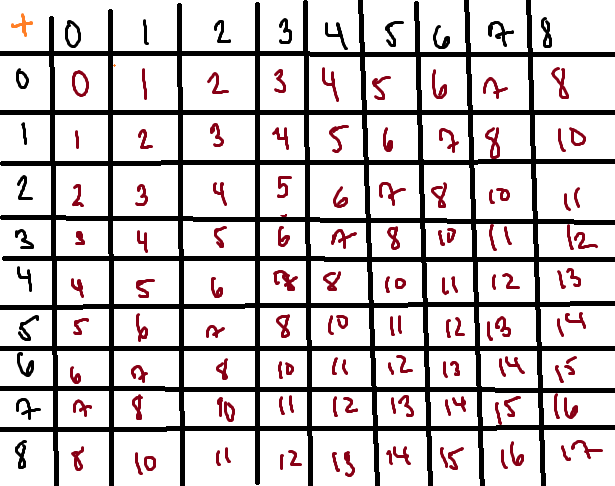 + 0 1 2 3 4 5 6 7 8
0 0 1 2 3 4 5 6 7 8
1 1 2 3 4 5 6 7 8 10
2 2 3 4 5 6 7 8 10 11
3 3 4 5 6 7 8 10 11 12
4 4 5 6 8 10 11 12 13
5 5 6 7 8 10 11 12 13 14
6 6 7 8 10 11 12 13 14 15
7 7 8 10 11 12 13 14 15 16
8 8 10 11 12 13 14 15 16 17